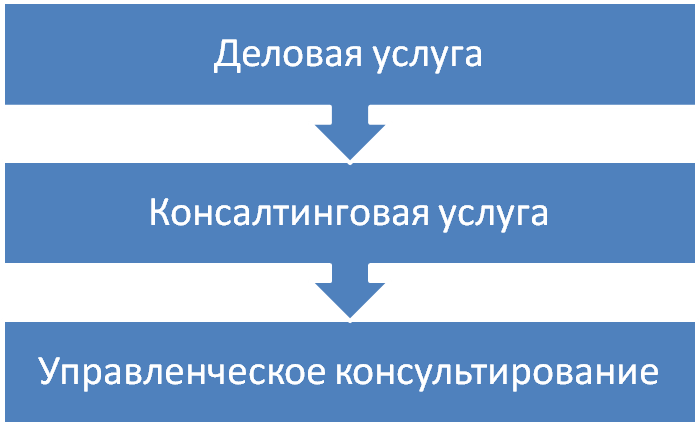 Деловая услуга
Консалтинговая услуга
Управленческое консультирование